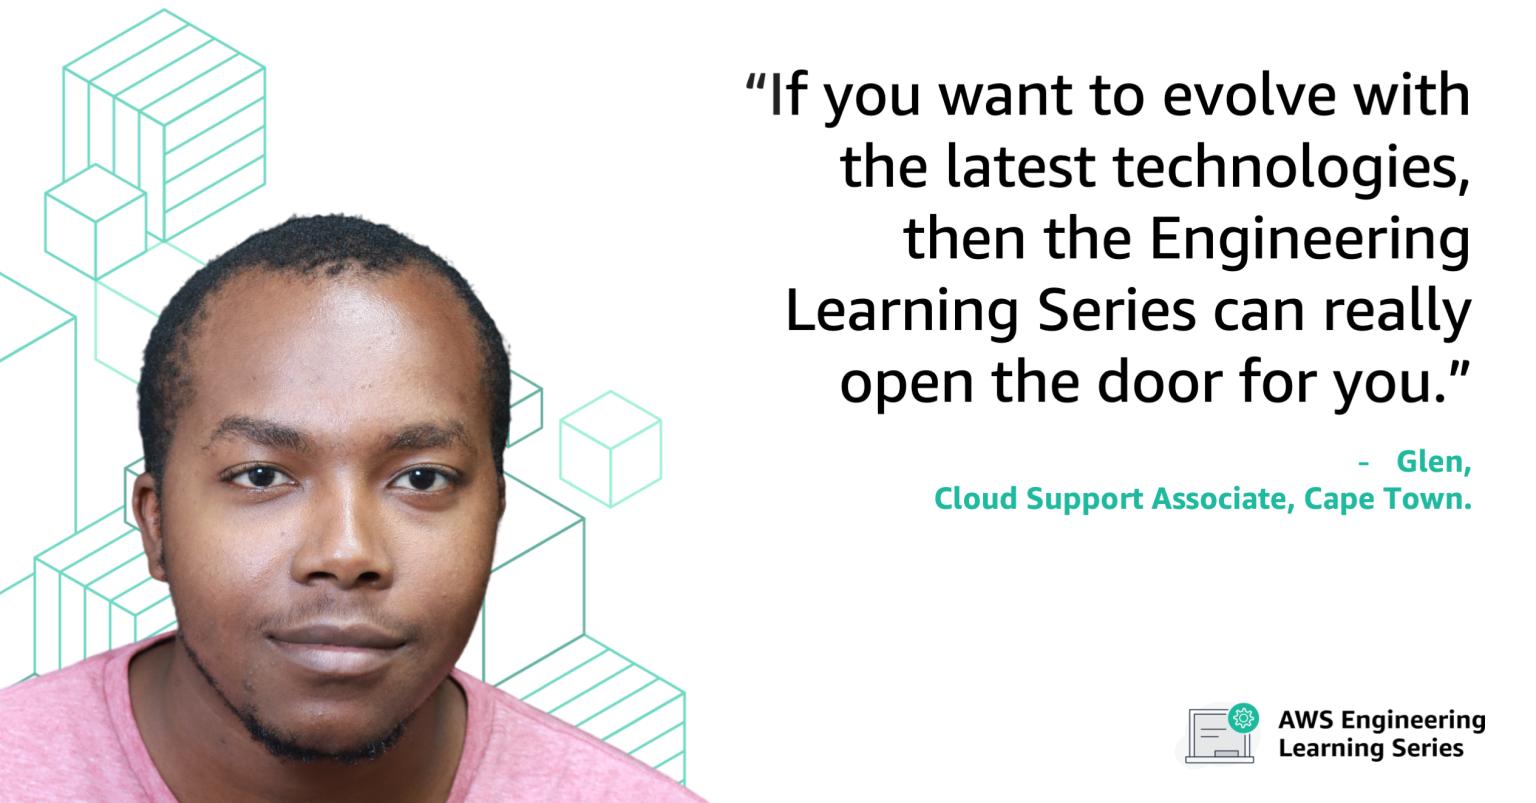 “If you want to evolve with
the latest technologies,
then the Engineering
Learning Series can really
open the door for you.”
- Glen,
Cloud Support Associate, Cape Town.
AWS Engineering
Learning Series